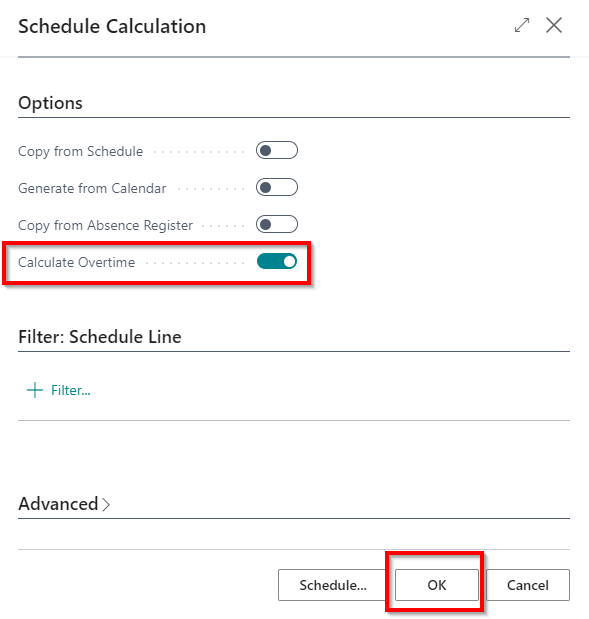 Schedule Calculation
Options
Copy from Schedule
Generate from Calendar
Copy from Absence Register
Calculate Overtime
Filter: Schedule Line
Filter...
Advanced
Schedule... OK Cancel